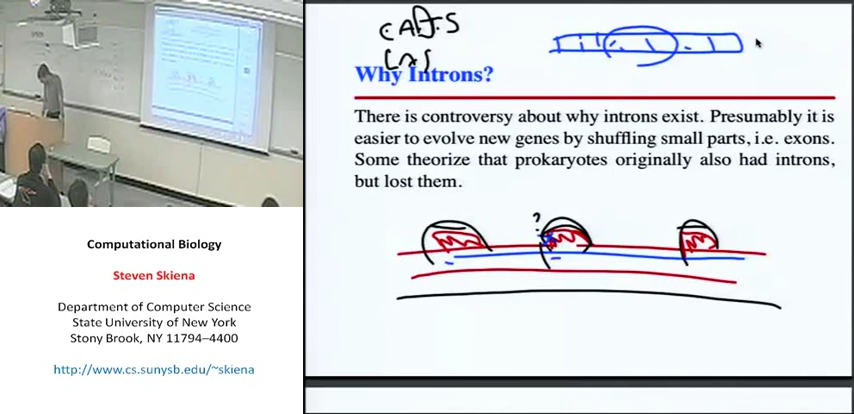 Why Introns?
There is controversy about why introns exist. Presumably it is
easier to evolve new genes by shuffling small parts, i.e. exons.
Some theorize that prokaryotes originally also had introns,
but lost them.
?
Computational Biology
Steven Skiena
Department of Computer Science
State University of New York
Stony Brook, NY 11794–4400
http://www.cs.sunysb.edu/~skiena